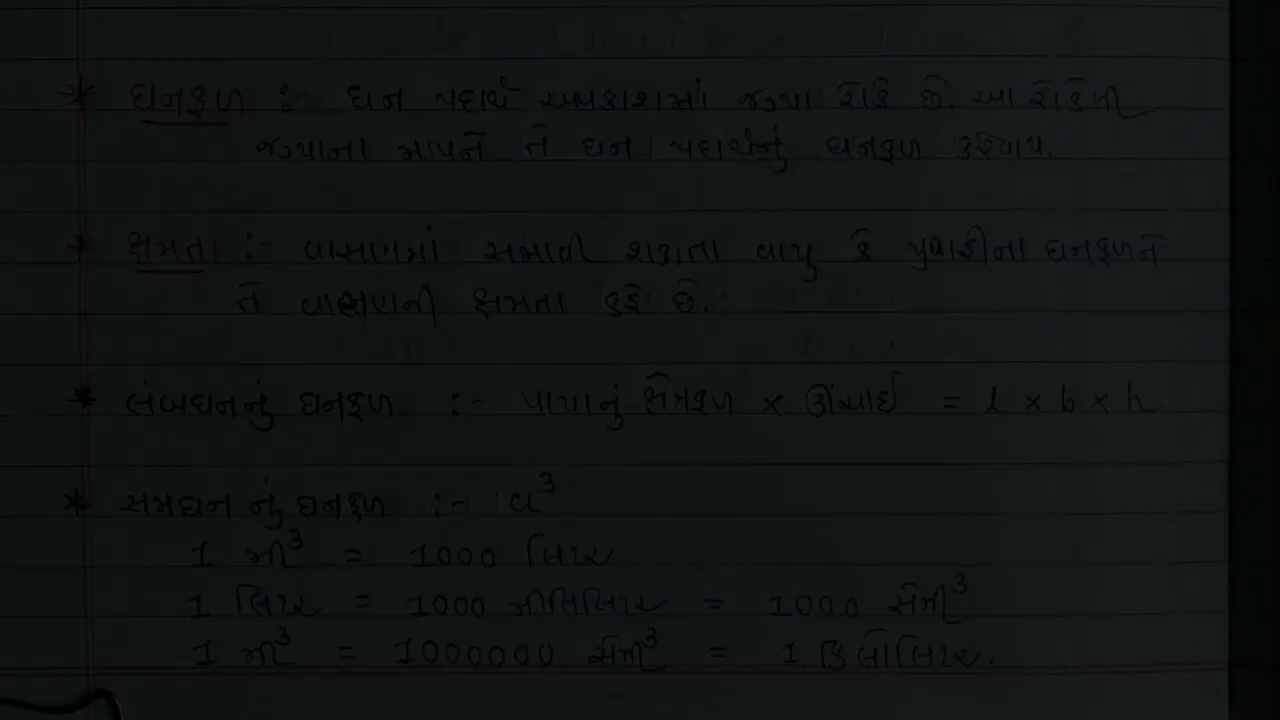 * ઘનફળ :- ઘન પદાર્થ અવકાશમાં જગ્યા રોકે છે. આ રોકેલી
જગ્યાના માપને તે ઘન પદાર્થનું ઘનફળ કહેવાય.
* ક્ષમતા :- વાસણમાં સમાવી શકાતા વાયુ કે પ્રવાહીના ઘનફળને
તે વાસણની ક્ષમતા કહે છે.
* લંબઘનનું ઘનફળ :- પાયાનું ક્ષેત્રફળ × ઊંચાઈ = l × b × h
* સમઘન નું ઘનફળ :- a³
1 મી³ = 1000 લિટર
1 લિટર = 1000 મીલિલિટર = 1000 સેમી³
1 મી³ = 1000000 સેમી³ = 1 કિલોલિટર.